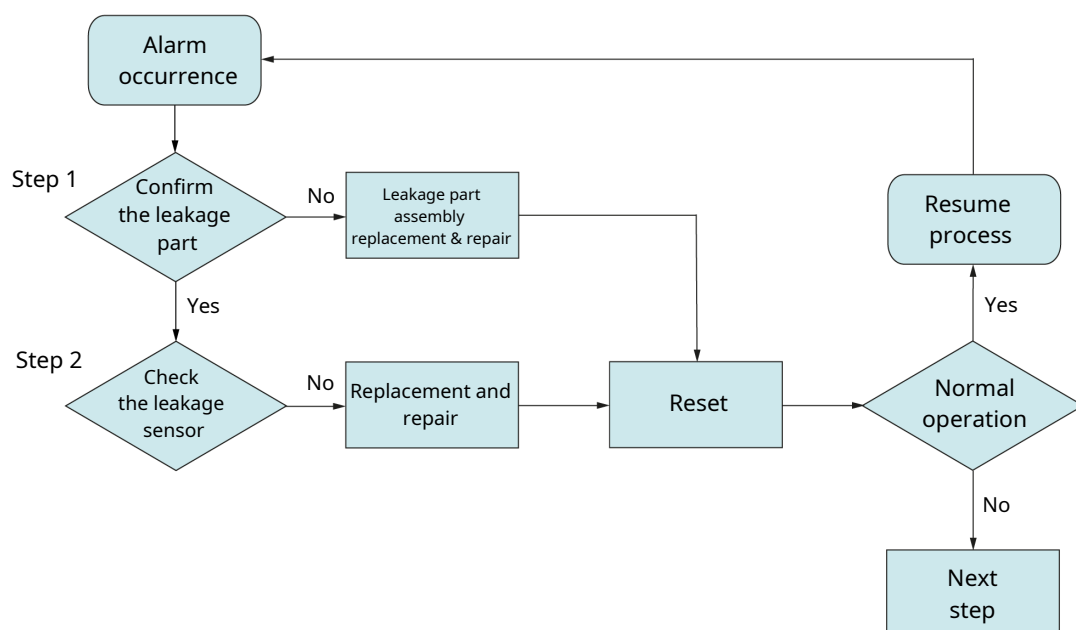 Alarm
occurrence
Step 1
Confirm
the leakage
part
No
Leakage part
assembly
replacement & repair
Resume
process
Yes
Yes
Step 2
Check
the leakage
sensor
No
Replacement and
repair
Reset
Normal
operation
No
Next
step